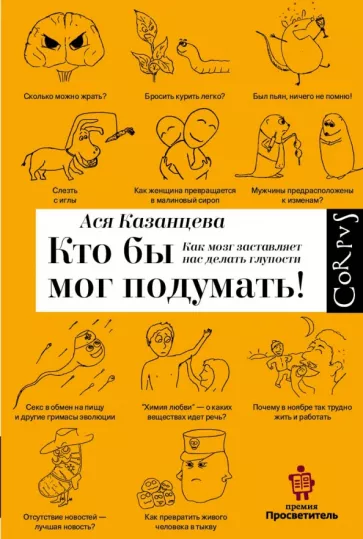 Сколько можно жрать?
Бросить курить легко?
Был пьян, ничего не помню!
Слезть
с иглы
Как женщина превращается
в малиновый сироп
Мужчины предрасположены
к изменам?
Ася Казанцева
Кто бы
Как мозг заставляет
нас делать глупости
мог подумать!
CORPVS
Секс в обмен на пищу
и другие гримасы эволюции
"Химия любви" — о каких
веществах идет речь?
Почему в ноябре так трудно
жить и работать
Отсутствие новостей —
лучшая новость?
Как превратить живого
человека в тыкву
премия
Просветитель